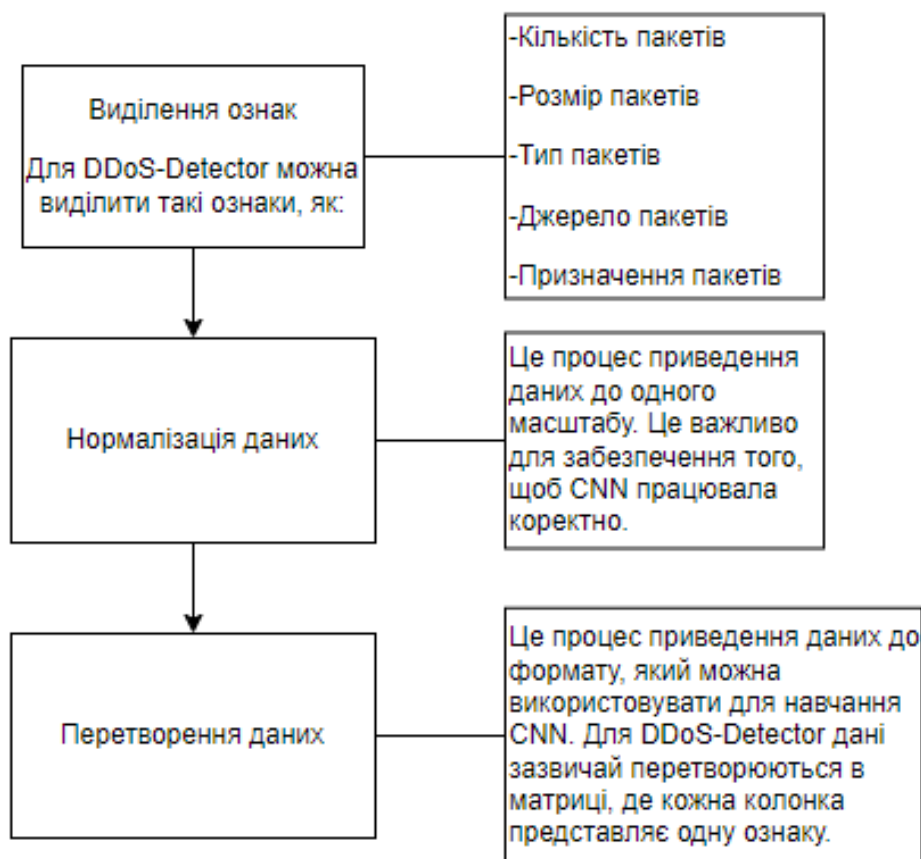 Виділення ознак
Для DDoS-Detector можна
виділити такі ознаки, як:
-Кількість пакетів
-Розмір пакетів
-Тип пакетів
-Джерело пакетів
-Призначення пакетів
Нормалізація даних
Це процес приведення
даних до одного
масштабу. Це важливо
для забезпечення того,
щоб CNN працювала
коректно.
Перетворення даних
Це процес приведення даних до
формату, який можна
використовувати для навчання
CNN. Для DDoS-Detector дані
зазвичай перетворюються в
матриці, де кожна колонка
представляє одну ознаку.